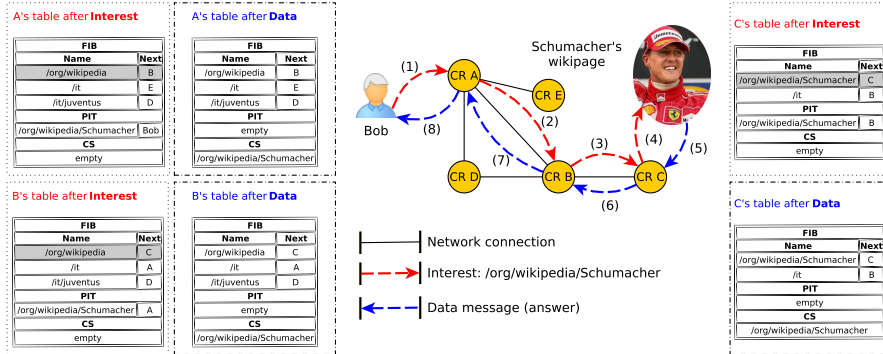 A's table after Interest
FIB
Name Next
/org/wikipedia B
/it E
/it/juventus D
PIT
/org/wikipedia/Schumacher Bob
CS
empty
A's table after Data
FIB
Name Next
/org/wikipedia B
/it E
/it/juventus D
PIT
empty
CS
/org/wikipedia/Schumacher
B's table after Interest
FIB
Name Next
/org/wikipedia C
/it A
/it/juventus D
PIT
/org/wikipedia/Schumacher A
CS
empty
B's table after Data
FIB
Name Next
/org/wikipedia C
/it A
/it/juventus D
PIT
empty
CS
/org/wikipedia/Schumacher
Schumacher's
wikipage
(1)
CR A
CR E
(2)
Bob
(8)
(3)
(4)
(5)
(7)
CR D
CR B
CR C
(6)
Network connection
Interest: /org/wikipedia/Schumacher
Data message (answer)
C's table after Interest
FIB
Name Next
/org/wikipedia/Schumacher C
/it B
PIT
/org/wikipedia/Schumacher B
CS
empty
C's table after Data
FIB
Name Next
/org/wikipedia/Schumacher C
/it B
PIT
empty
CS
/org/wikipedia/Schumacher